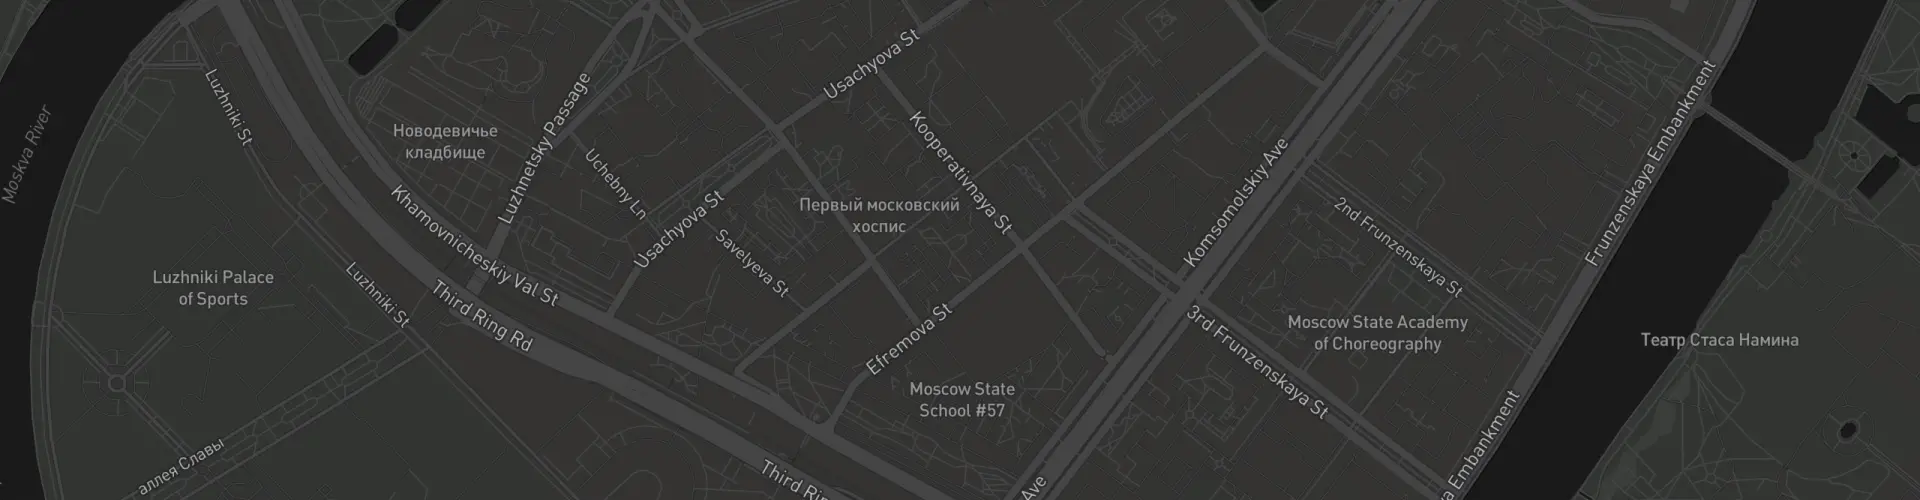 Moskva River
Luzhniki St
Новодевичье
кладбище
Luzhnetsky Passage
Uchebny Ln
Usachyova St
Usachyova St
Kooperativnaya St
Первый московский
хоспис
Savelyeva St
Khamovnicheskiy Val St
Third Ring Rd
Luzhniki St
Luzhniki Palace
of Sports
аллея Славы
Efremova St
Moscow State
School #57
Third Rin
Ave
Komsomolskiy Ave
2nd Frunzenskaya St
3rd Frunzenskaya St
Moscow State Academy
of Choreography
Frunzenskaya Embankment
ya Embankment
Театр Стаса Намина